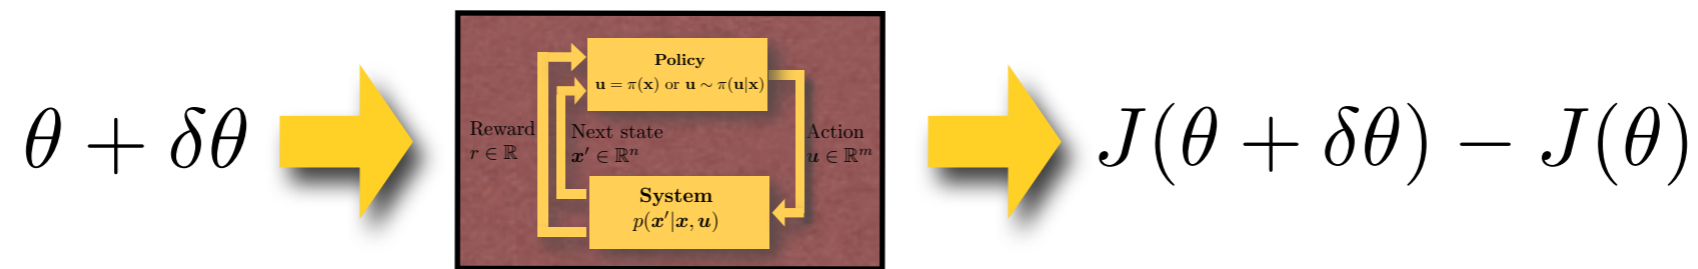 θ + δθ
Policy
u = π(x) or u ∼ π(u|x)
Reward
r ∈ ℝ
Next state
x′ ∈ ℝⁿ
Action
u ∈ ℝᵐ
System
p(x′|x, u)
J(θ + δθ) − J(θ)